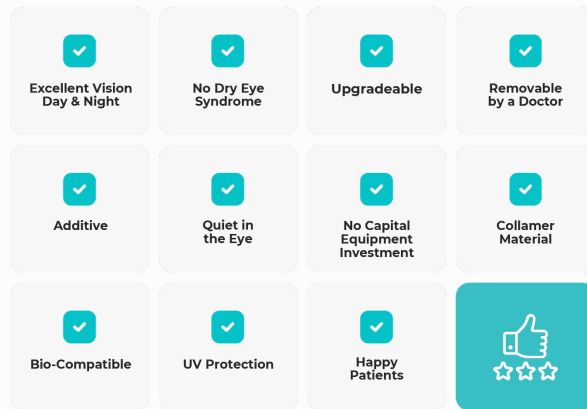 Excellent Vision
Day & Night
No Dry Eye
Syndrome
Upgradeable
Removable
by a Doctor
Additive
Quiet in
the Eye
No Capital
Equipment
Investment
Collamer
Material
Bio-Compatible
UV Protection
Happy
Patients